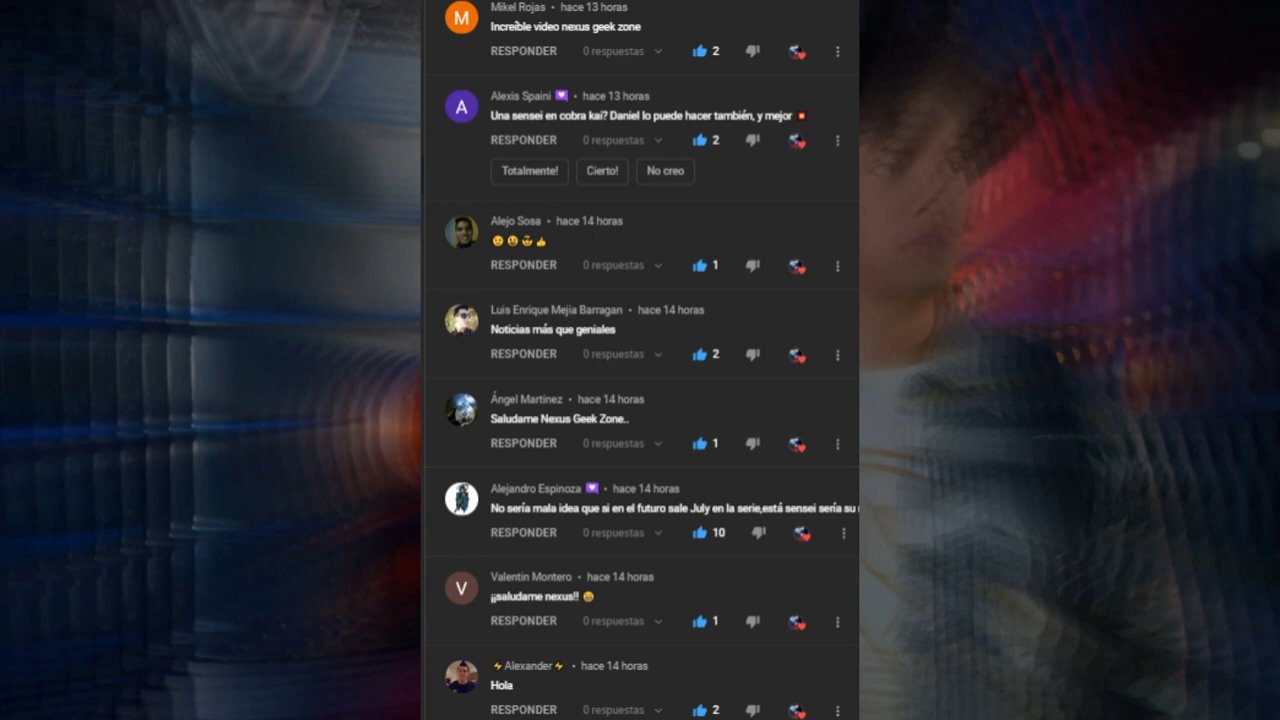 Mikel Rojas • hace 13 horas
Increíble video nexus geek zone
RESPONDER 0 respuestas 2
A
M
Alexis Spaini • hace 13 horas
Una sensei en cobra kai? Daniel lo puede hacer también, y mejor 💥
RESPONDER 0 respuestas 2
Totalmente! Cierto! No creo
Alejo Sosa • hace 14 horas
RESPONDER 0 respuestas 1
Luis Enrique Mejia Barragan • hace 14 horas
Noticias más que geniales
RESPONDER 0 respuestas 2
Ángel Martinez • hace 14 horas
Saludame Nexus Geek Zone..
RESPONDER 0 respuestas 1
Alejandro Espinoza • hace 14 horas
No sería mala idea que si en el futuro sale July en la serie,está sensei sería su
RESPONDER 0 respuestas 10
V
Valentin Montero • hace 14 horas
¡¡saludame nexus!!
RESPONDER 0 respuestas 1
⚡Alexander⚡ • hace 14 horas
Hola
RESPONDER 0 respuestas 2